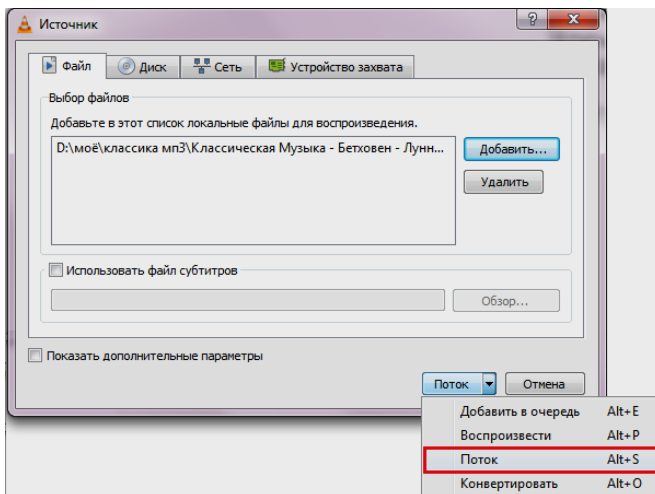 Источник
Файл Диск Сеть Устройство захвата
Выбор файлов
Добавьте в этот список локальные файлы для воспроизведения.
D:\моё\классика мп3\Классическая Музыка - Бетховен - Лунн... Добавить...
Удалить
Использовать файл субтитров
Обзор...
Показать дополнительные параметры
Поток Отмена
Добавить в очередь Alt+E
Воспроизвести Alt+P
Поток Alt+S
Конвертировать Alt+O